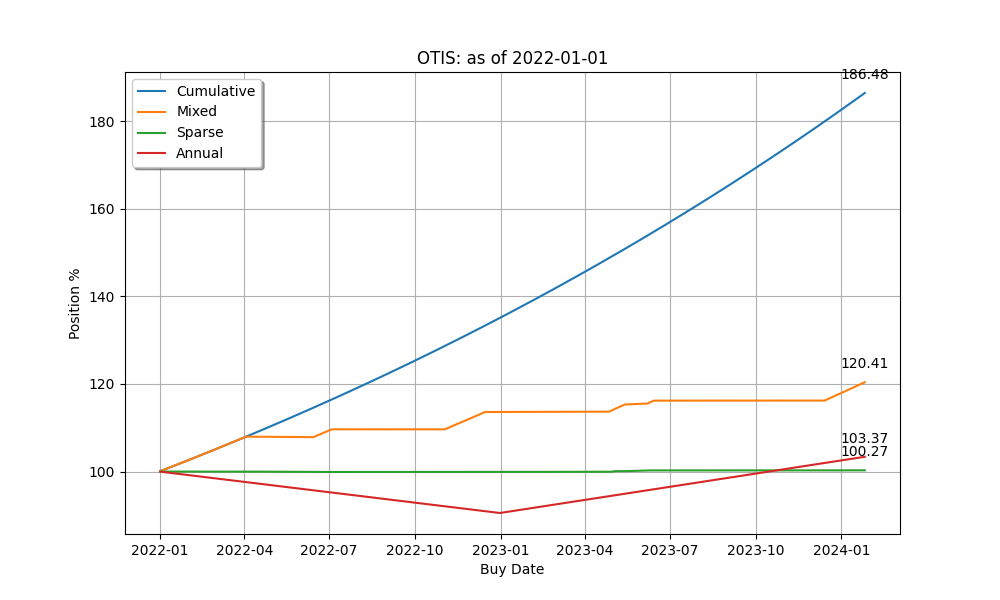 OTIS: as of 2022-01-01
186.48
Cumulative
Mixed
Sparse
Annual
180
160
140
120
100
Position %
120.41
103.37
100.27
2022-01 2022-04 2022-07 2022-10 2023-01 2023-04 2023-07 2023-10 2024-01
Buy Date